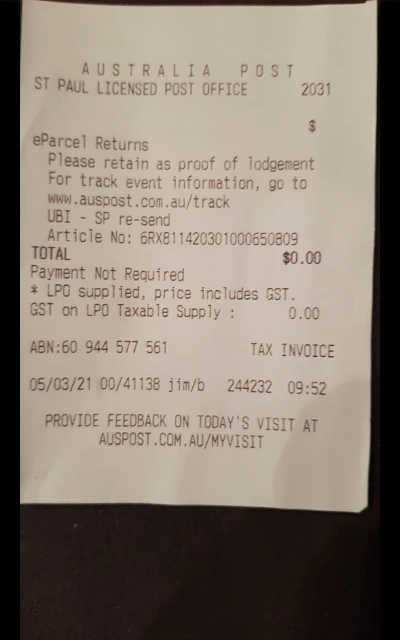 AUSTRALIA POST
ST PAUL LICENSED POST OFFICE 2031
$
eParcel Returns
Please retain as proof of lodgement
For track event information, go to
www.auspost.com.au/track
UBI - SP re-send
Article No: 6RX811420301000650809
TOTAL $0.00
Payment Not Required
* LPO supplied, price includes GST.
GST on LPO Taxable Supply : 0.00
ABN:60 944 577 561 TAX INVOICE
05/03/21 00/41138 jim/b 244232 09:52
PROVIDE FEEDBACK ON TODAY'S VISIT AT
AUSPOST.COM.AU/MYVISIT